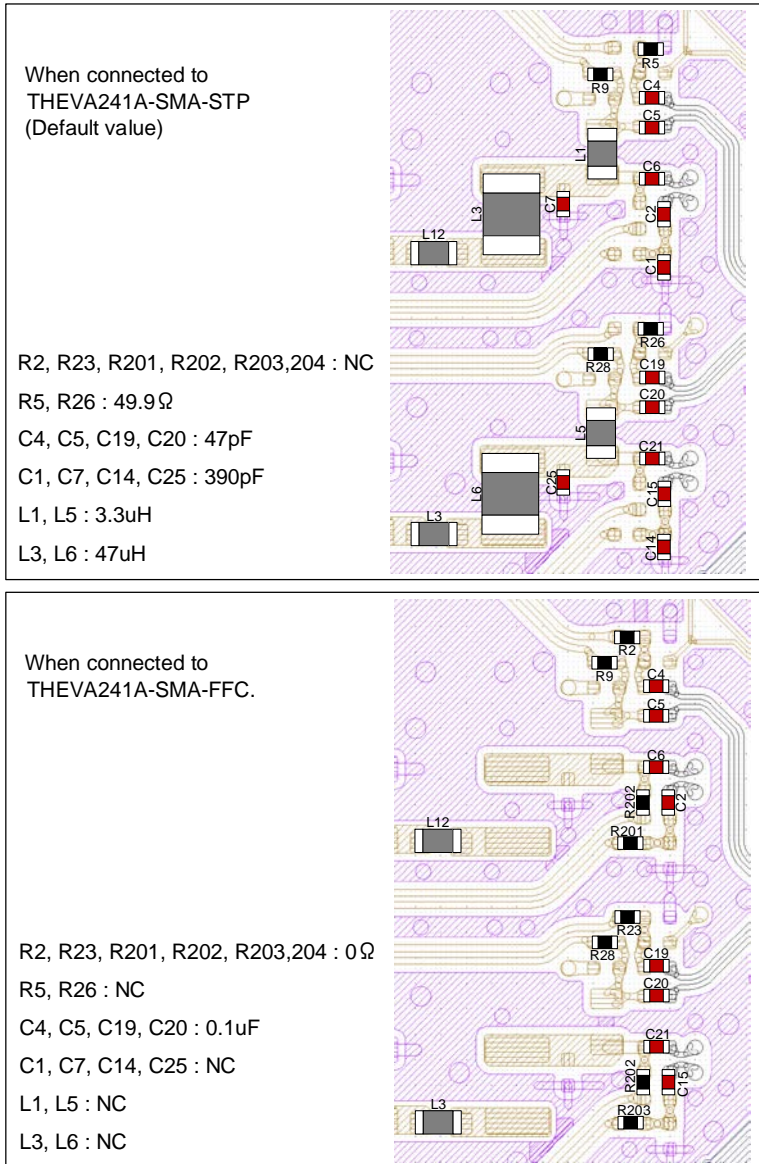 When connected to
THEVA241A-SMA-STP
(Default value)
R2, R23, R201, R202, R203,204 : NC
R5, R26 : 49.9Ω
C4, C5, C19, C20 : 47pF
C1, C7, C14, C25 : 390pF
L1, L5 : 3.3uH
L3, L6 : 47uH
R5
R9
C4
C5
L1
C6
L3
C7
C2
L12
C1
R26
R28
C19
C20
L5
C21
L6
C25
C15
L3
C14
When connected to
THEVA241A-SMA-FFC.
R2, R23, R201, R202, R203,204 : 0Ω
R5, R26 : NC
C4, C5, C19, C20 : 0.1uF
C1, C7, C14, C25 : NC
L1, L5 : NC
L3, L6 : NC
R2
R9
C4
C5
C6
R202
C2
L12
R201
R23
R28
C19
C20
C21
R202
C15
L3
R203